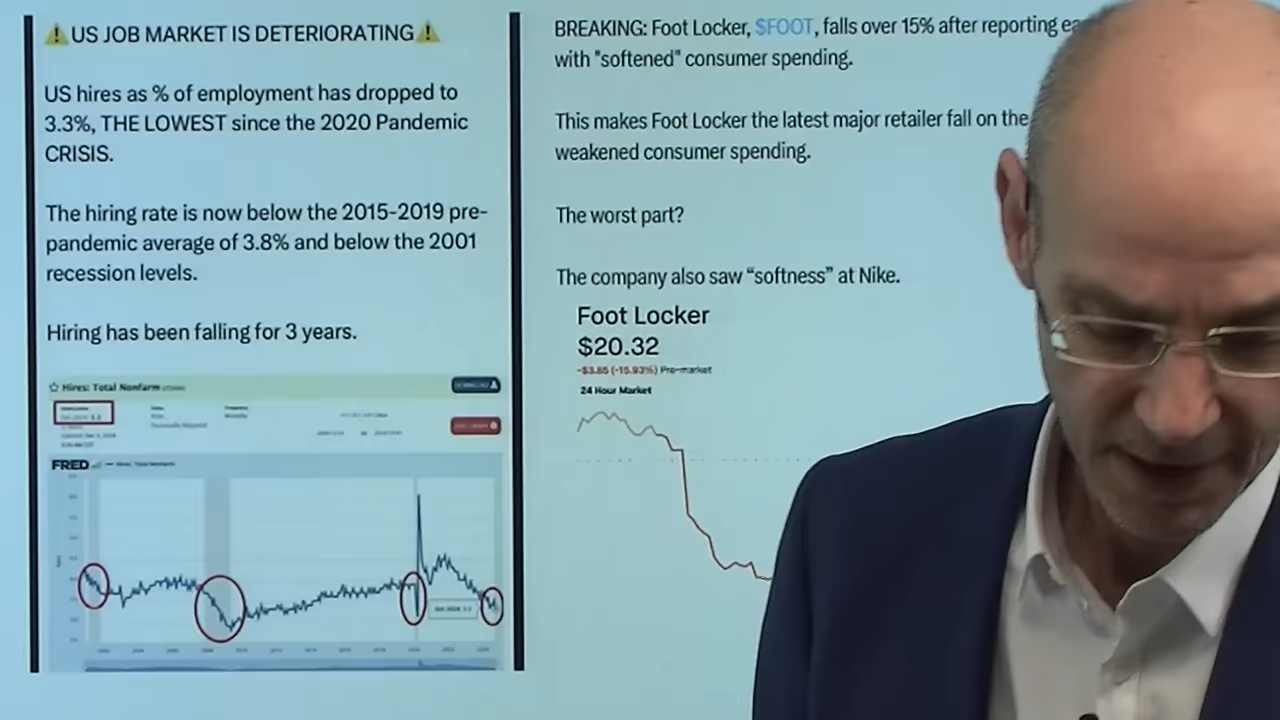 ⚠️US JOB MARKET IS DETERIORATING⚠️
US hires as % of employment has dropped to
3.3%, THE LOWEST since the 2020 Pandemic
CRISIS.
The hiring rate is now below the 2015-2019 pre-
pandemic average of 3.8% and below the 2001
recession levels.
Hiring has been falling for 3 years.
Hires: Total Nonfarm
FRED
Hires: Total Nonfarm
BREAKING: Foot Locker, $FOOT, falls over 15% after reporting
with "softened" consumer spending.
This makes Foot Locker the latest major retailer fall on the
weakened consumer spending.
The worst part?
The company also saw “softness” at Nike.
Foot Locker
$20.32
-$3.85 (-15.93%) Pre-market
24 Hour Market